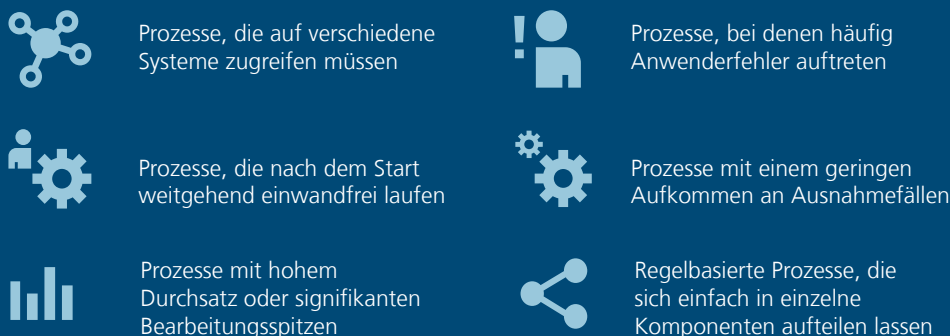 Prozesse, die auf verschiedene
Systeme zugreifen müssen
Prozesse, bei denen häufig
Anwenderfehler auftreten
Prozesse, die nach dem Start
weitgehend einwandfrei laufen
Prozesse mit einem geringen
Aufkommen an Ausnahmefällen
Prozesse mit hohem
Durchsatz oder signifikanten
Bearbeitungsspitzen
Regelbasierte Prozesse, die
sich einfach in einzelne
Komponenten aufteilen lassen